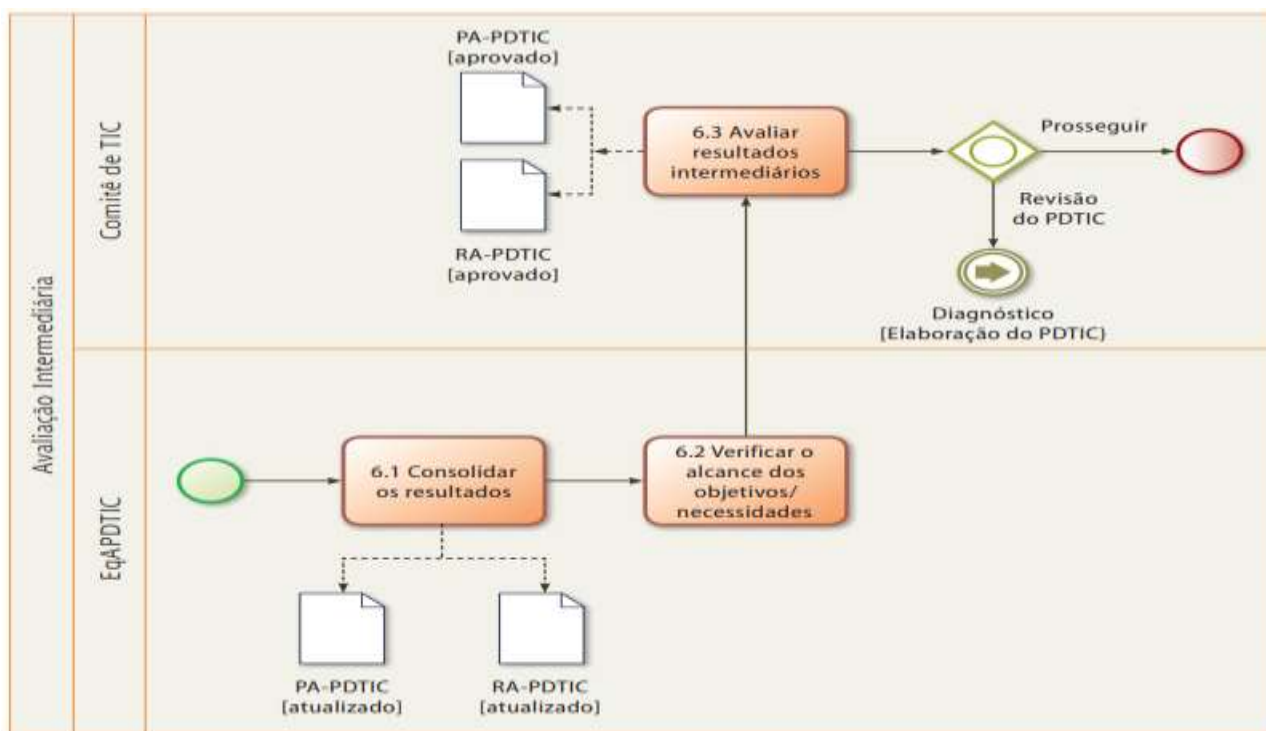 Avaliação Intermediária
Comitê de TIC
PA-PDTIC
[aprovado]
RA-PDTIC
[aprovado]
6.3 Avaliar
resultados
intermediários
Prosseguir
Revisão
do PDTIC
Diagnóstico
[Elaboração do PDTIC)
EqAPDTIC
6.1 Consolidar
os resultados
6.2 Verificar o
alcance dos
objetivos/
necessidades
PA-PDTIC
[atualizado]
RA-PDTIC
[atualizado]